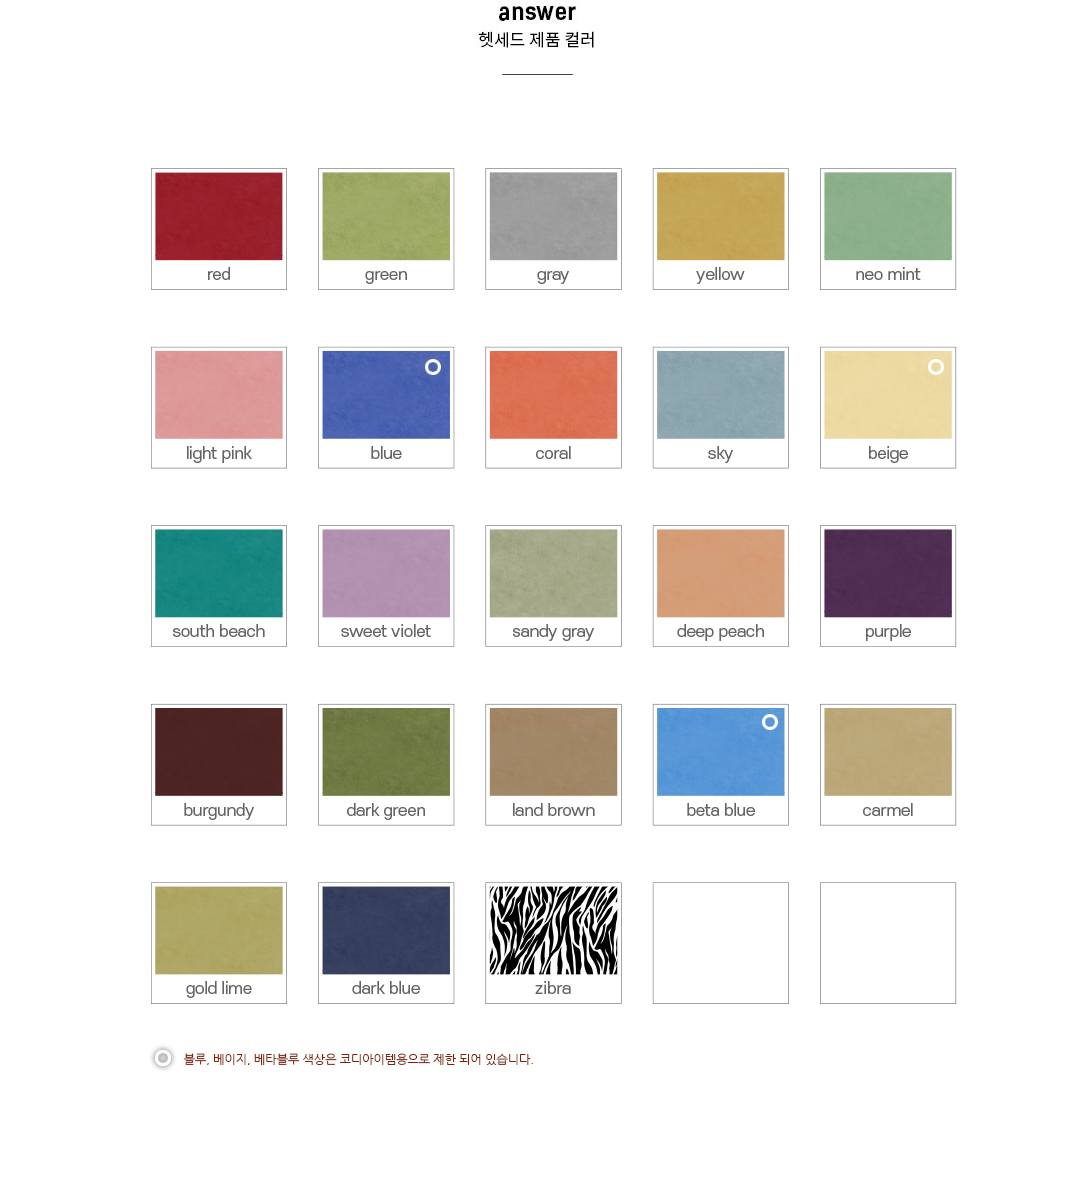 answer
헷세드 제품 컬러
red
green
gray
yellow
neo mint
light pink
blue
coral
sky
beige
south beach
sweet violet
sandy gray
deep peach
purple
burgundy
dark green
land brown
beta blue
carmel
gold lime
dark blue
zibra
블루, 베이지, 베타블루 색상은 코디아이템용으로 제한 되어 있습니다.